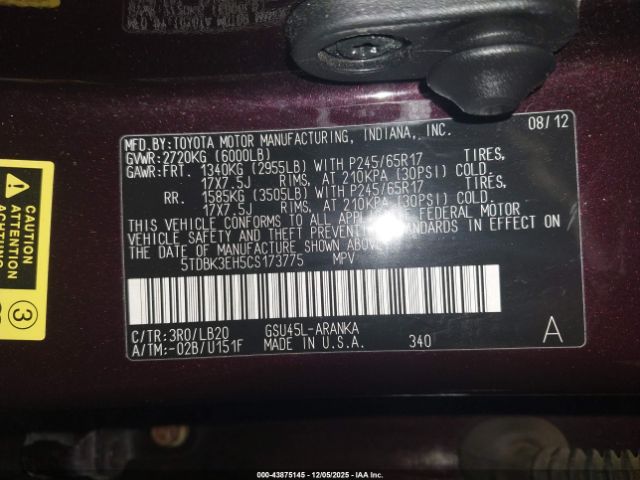 MFD.BY:TOYOTA MOTOR MANUFACTURING, INDIANA, INC. 08/12
GVWR:2720KG (6000LB)
GAWR:FRT. 1340KG (2955LB) WITH P245/65R17 TIRES,
17X7.5J RIMS, AT 210KPA (30PSI) COLD.
RR. 1585KG (3505LB) WITH P245/65R17 TIRES,
17X7.5J RIMS, AT 210KPA (30PSI) COLD.
THIS VEHICLE CONFORMS TO ALL APPLICABLE FEDERAL MOTOR
VEHICLE SAFETY AND THEFT PREVENTION STANDARDS IN EFFECT ON
THE DATE OF MANUFACTURE SHOWN ABOVE.
5TDBK3EH5CS173775 MPV
C/TR:3R0/LB20 GSU45L-ARANKA
A/TM:-02B/U151F MADE IN U.S.A. 340 A
CAUTION
ATTENTION
ACHTUNG
3
000-43875145 - 12/05/2025 - IAA Inc.